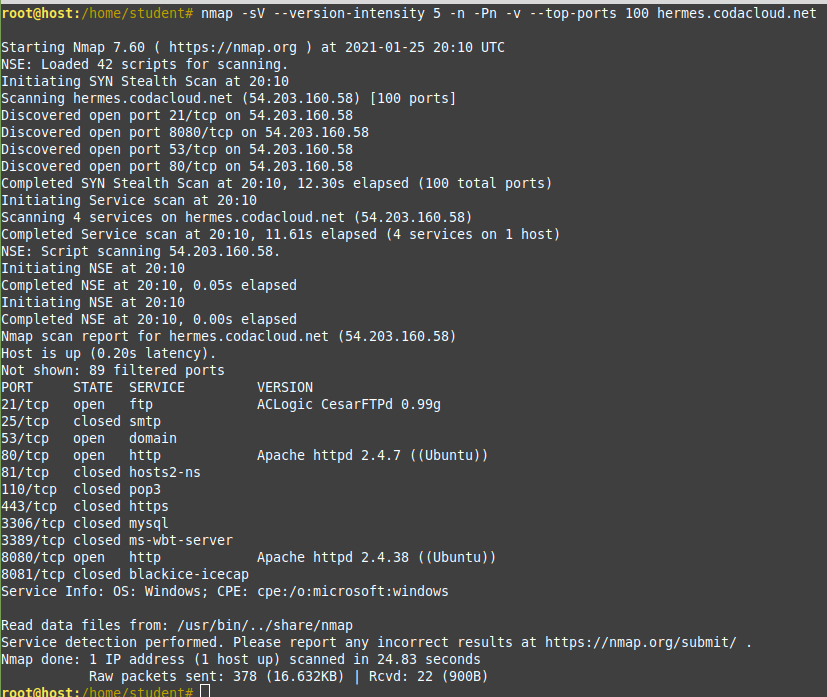 root@host:/home/student# nmap -sV --version-intensity 5 -n -Pn -v --top-ports 100 hermes.codacloud.net
Starting Nmap 7.60 ( https://nmap.org ) at 2021-01-25 20:10 UTC
NSE: Loaded 42 scripts for scanning.
Initiating SYN Stealth Scan at 20:10
Scanning hermes.codacloud.net (54.203.160.58) [100 ports]
Discovered open port 21/tcp on 54.203.160.58
Discovered open port 8080/tcp on 54.203.160.58
Discovered open port 53/tcp on 54.203.160.58
Discovered open port 80/tcp on 54.203.160.58
Completed SYN Stealth Scan at 20:10, 12.30s elapsed (100 total ports)
Initiating Service scan at 20:10
Scanning 4 services on hermes.codacloud.net (54.203.160.58)
Completed Service scan at 20:10, 11.61s elapsed (4 services on 1 host)
NSE: Script scanning 54.203.160.58.
Initiating NSE at 20:10
Completed NSE at 20:10, 0.05s elapsed
Initiating NSE at 20:10
Completed NSE at 20:10, 0.00s elapsed
Nmap scan report for hermes.codacloud.net (54.203.160.58)
Host is up (0.20s latency).
Not shown: 89 filtered ports
PORT     STATE  SERVICE         VERSION
21/tcp   open   ftp             ACLogic CesarFTPd 0.99g
25/tcp   closed smtp
53/tcp   open   domain
80/tcp   open   http            Apache httpd 2.4.7 ((Ubuntu))
81/tcp   closed hosts2-ns
110/tcp  closed pop3
443/tcp  closed https
3306/tcp closed mysql
3389/tcp closed ms-wbt-server
8080/tcp open   http            Apache httpd 2.4.38 ((Ubuntu))
8081/tcp closed blackice-icecap
Service Info: OS: Windows; CPE: cpe:/o:microsoft:windows
Read data files from: /usr/bin/../share/nmap
Service detection performed. Please report any incorrect results at https://nmap.org/submit/ .
Nmap done: 1 IP address (1 host up) scanned in 24.83 seconds
           Raw packets sent: 378 (16.632KB) | Rcvd: 22 (900B)
root@host:/home/student#